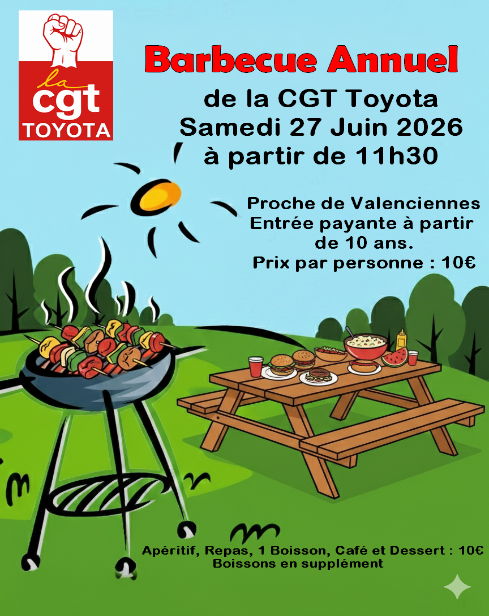 la
cgt
TOYOTA
Barbecue Annuel
de la CGT Toyota
Samedi 27 Juin 2026
à partir de 11h30
Proche de Valenciennes
Entrée payante à partir
de 10 ans.
Prix par personne : 10€
Apéritif, Repas, 1 Boisson, Café et Dessert : 10€
Boissons en supplément